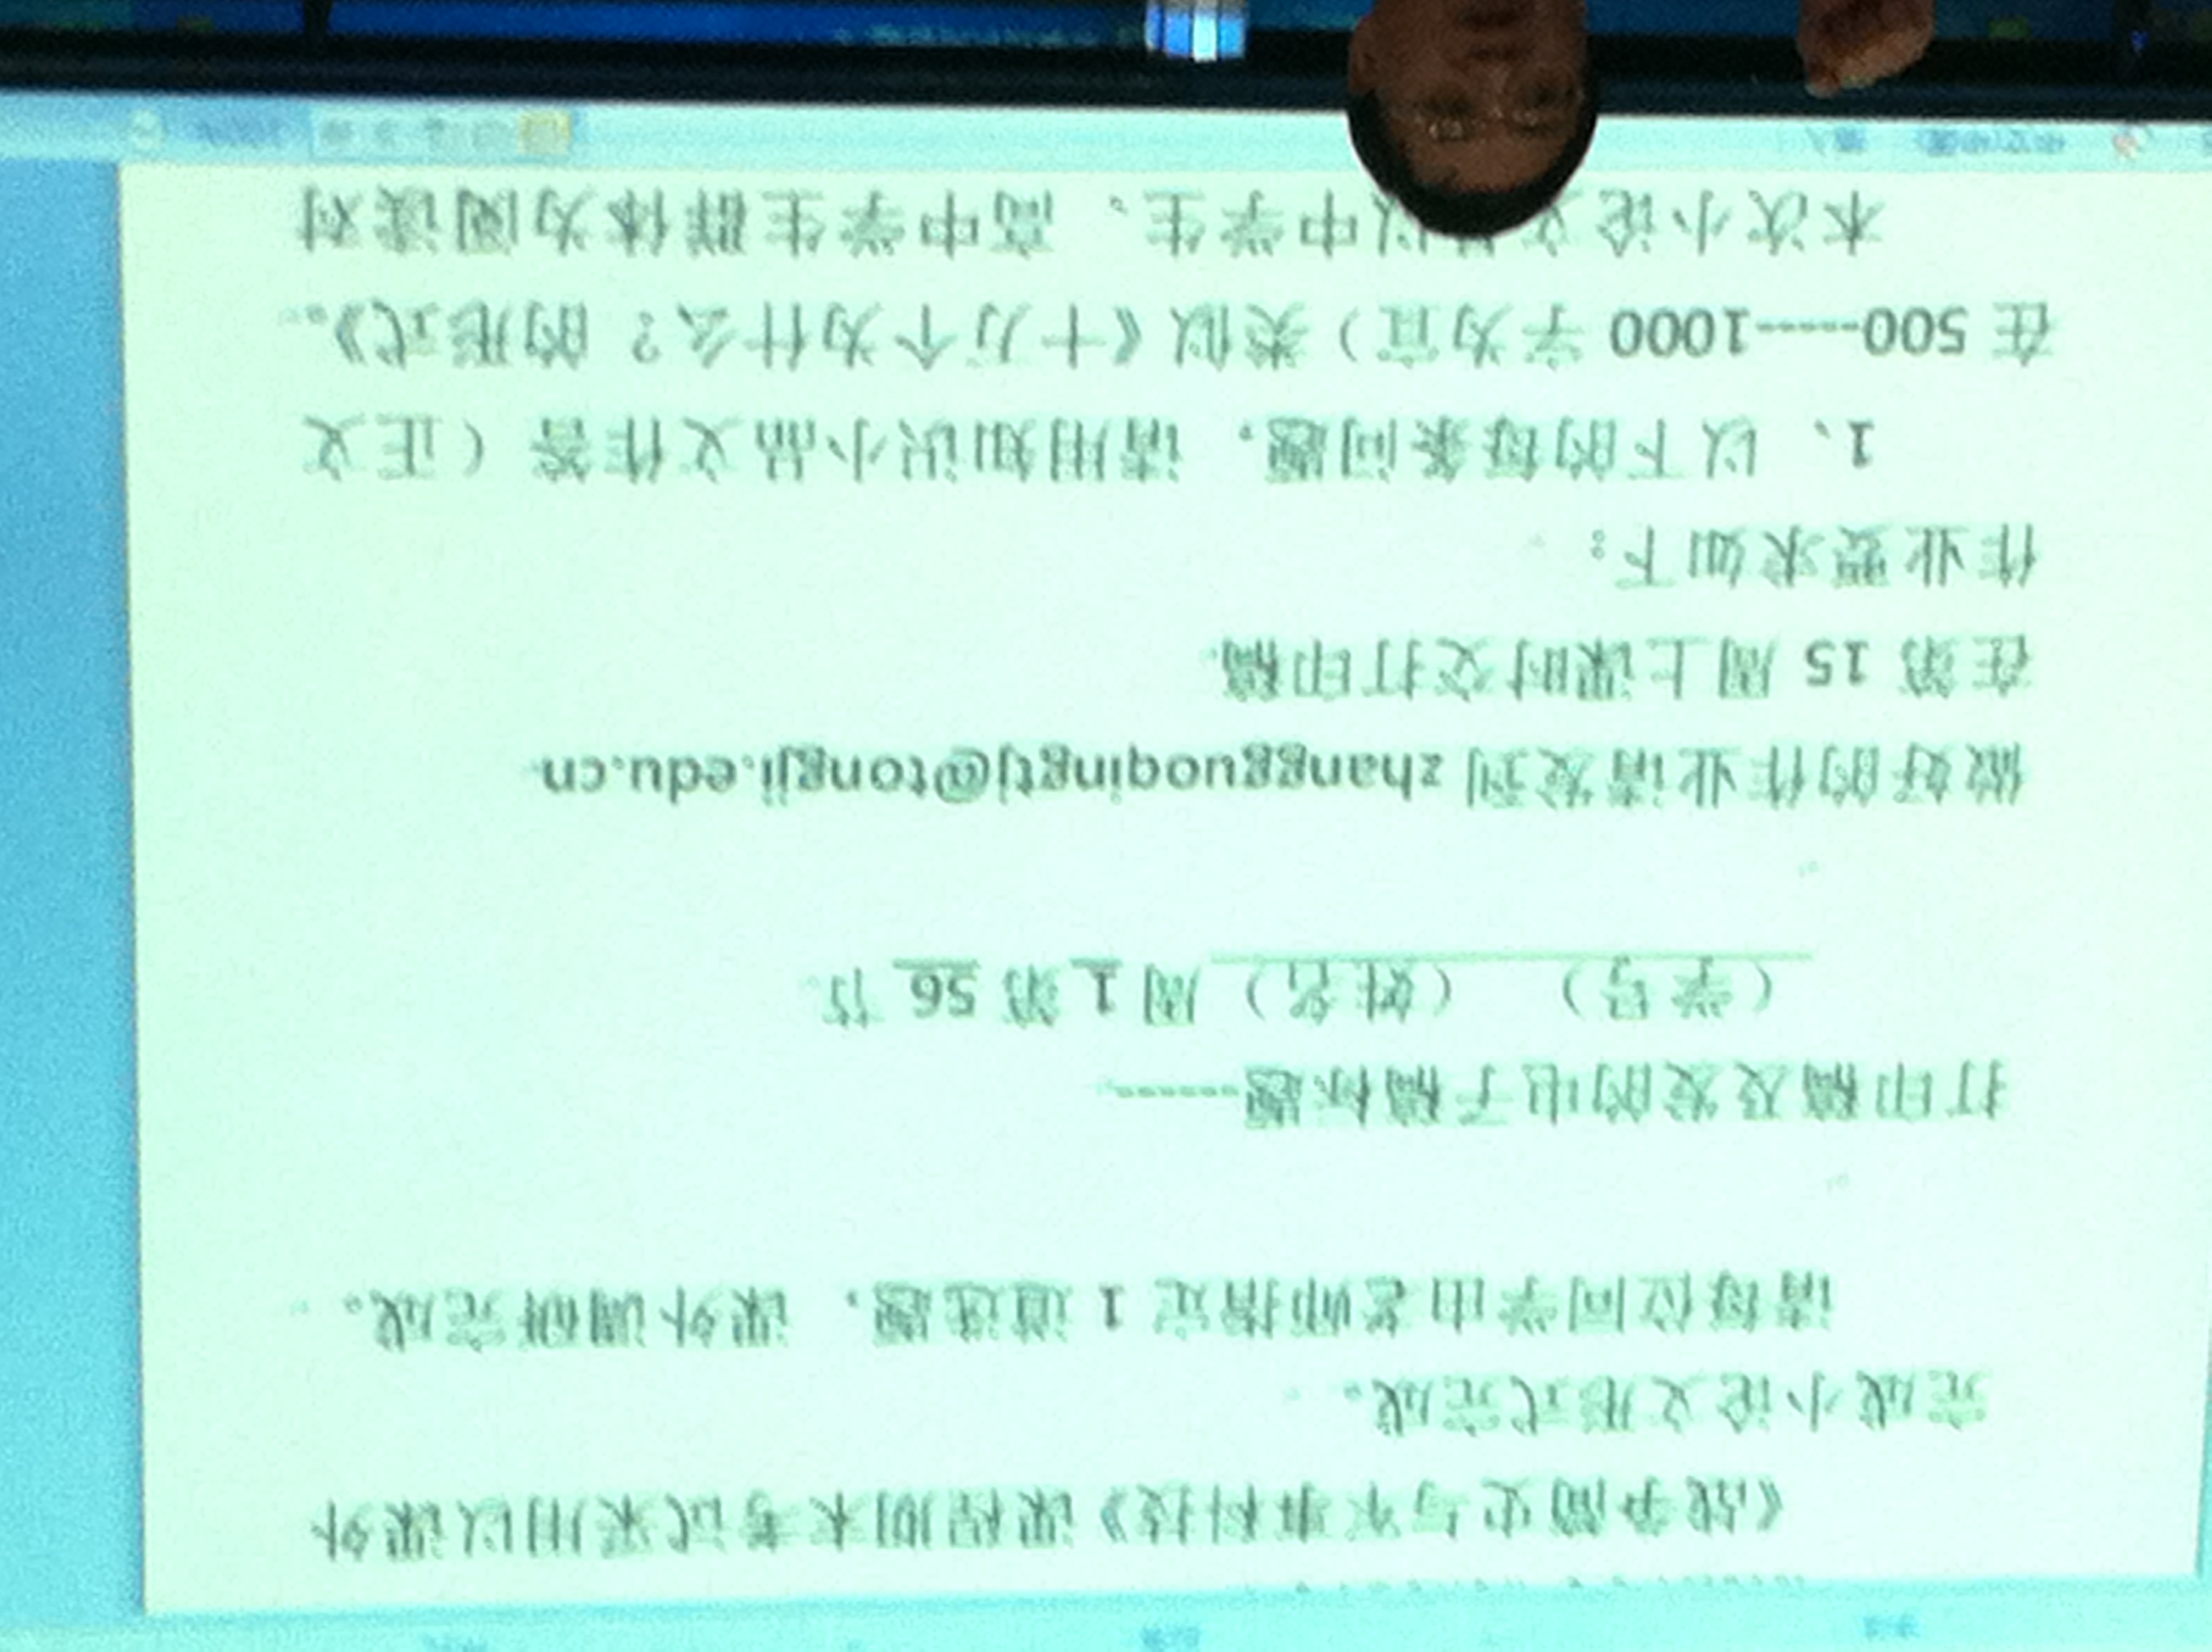 《战争简史与军事科技》课程期末考试采用以课外
完成小论文形式完成。
请每位同学由老师指定 1 道选题，课外调研完成。
打印稿及发的电子稿标题------
（学号） （姓名）周 1 第 56 节
做好的作业请发到 zhangguoqingtj@tongji.edu.cn
在第 15 周上课时交打印稿
作业要求如下：
1、以下的每条问题，请用知识小品文作答（正文
在 500-----1000 字为宜）类似《十万个为什么？的形式》。
本次小论文 以中学生、高中学生群体为阅读对
中文(中国) 插入
100%